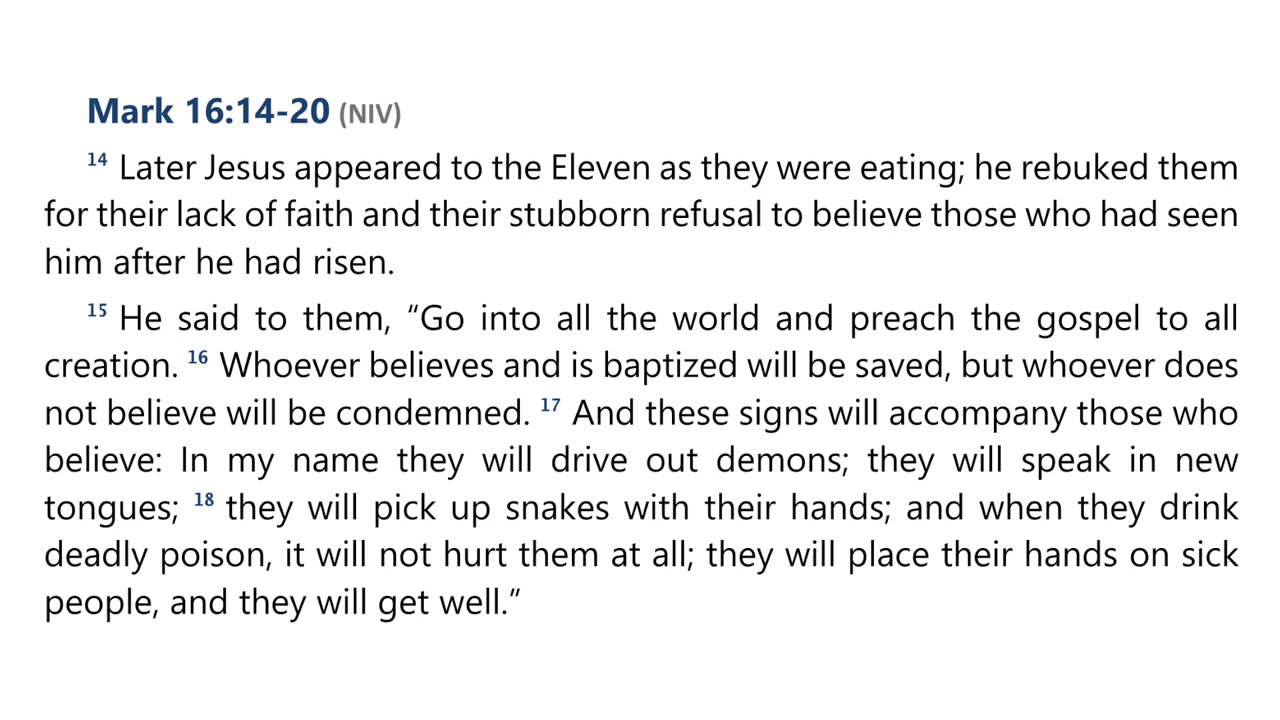 Mark 16:14-20 (NIV)
14 Later Jesus appeared to the Eleven as they were eating; he rebuked them
for their lack of faith and their stubborn refusal to believe those who had seen
him after he had risen.
15 He said to them, “Go into all the world and preach the gospel to all
creation. 16 Whoever believes and is baptized will be saved, but whoever does
not believe will be condemned. 17 And these signs will accompany those who
believe: In my name they will drive out demons; they will speak in new
tongues; 18 they will pick up snakes with their hands; and when they drink
deadly poison, it will not hurt them at all; they will place their hands on sick
people, and they will get well.”